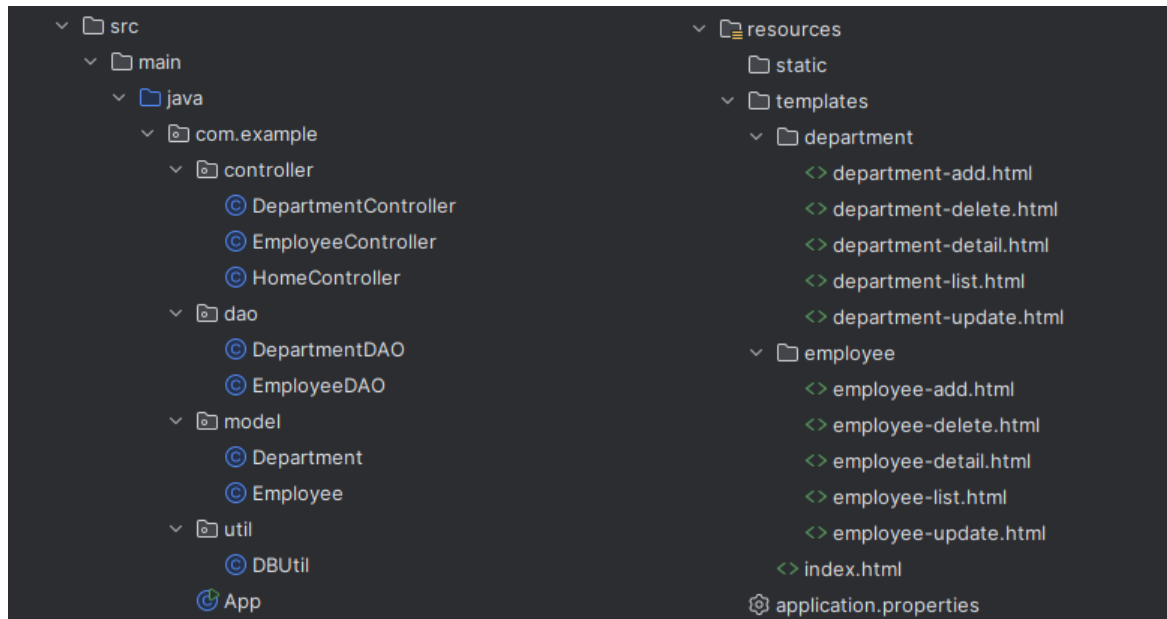 src
main
java
com.example
controller
DepartmentController
EmployeeController
HomeController
dao
DepartmentDAO
EmployeeDAO
model
Department
Employee
util
DBUtil
App
resources
static
templates
department
department-add.html
department-delete.html
department-detail.html
department-list.html
department-update.html
employee
employee-add.html
employee-delete.html
employee-detail.html
employee-list.html
employee-update.html
index.html
application.properties